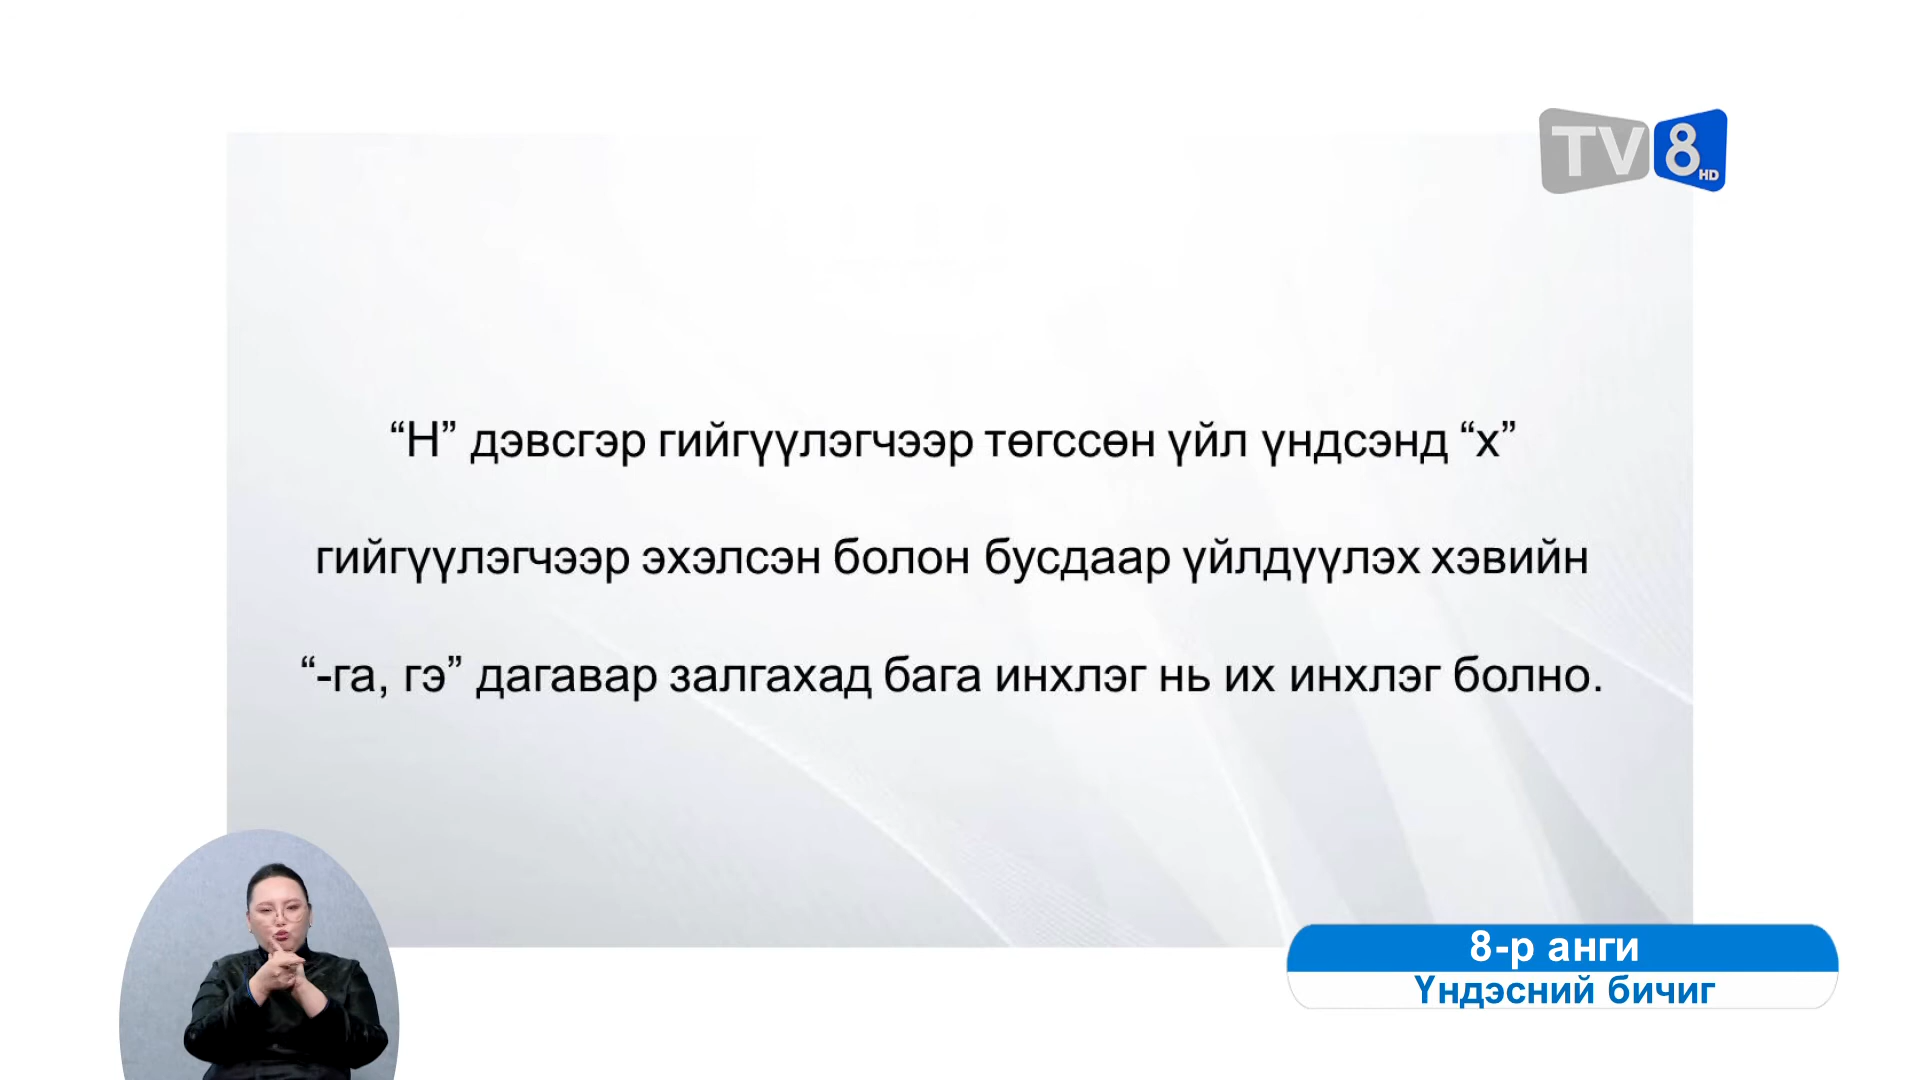 TV8 HD
“Н” дэвсгэр гийгүүлэгчээр төгссөн үйл үндсэнд “х”
гийгүүлэгчээр эхэлсэн болон бусдаар үйлдүүлэх хэвийн
“-га, гэ” дагавар залгахад бага инхлэг нь их инхлэг болно.
8-р анги
Үндэсний бичиг